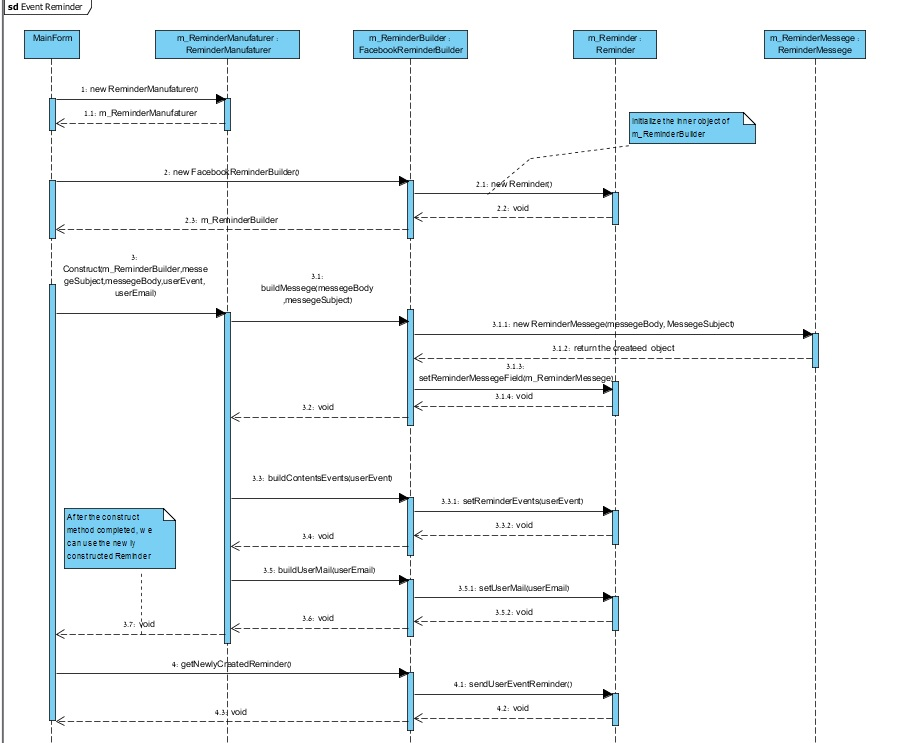 sd Event Reminder
MainForm
m_ReminderManufaturer :
ReminderManufaturer
m_ReminderBuilder :
FacebookReminderBuilder
m_Reminder :
Reminder
m_ReminderMessege :
ReminderMessege
1: new ReminderManufaturer()
1.1: m_ReminderManufaturer
Initialize the inner object of
m_ReminderBuilder
2: new FacebookReminderBuilder()
2.1: new Reminder()
2.2: void
2.3: m_ReminderBuilder
3:
Construct(m_ReminderBuilder,messe
geSubject,messegeBody,userEvent,
userEmail)
3.1:
buildMessege(messegeBody
,messegeSubject)
3.1.1: new ReminderMessege(messegeBody, MessegeSubject)
3.1.2: return the createed object
3.1.3:
setReminderMessegeField(m_ReminderMessege)
3.1.4: void
3.2: void
3.3: buildContentsEvents(userEvent)
3.3.1: setReminderEvents(userEvent)
3.3.2: void
3.4: void
After the construct
method completed, we
can use the newly
constructed Reminder
3.5: buildUserMail(userEmail)
3.5.1: setUserMail(userEmail)
3.5.2: void
3.6: void
3.7: void
4: getNewlyCreatedReminder()
4.1: sendUserEventReminder()
4.2: void
4.3: void